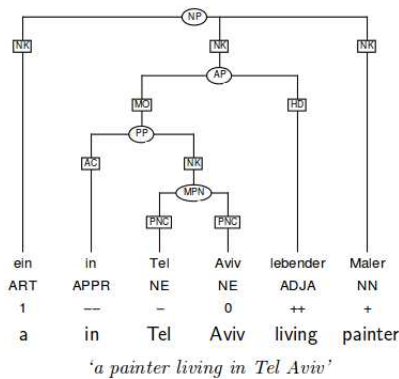 NP
NK NK NK
AP
MO HD
PP
AC NK
MPN
PNC PNC
ein in Tel Aviv lebender Maler
ART APPR NE NE ADJA NN
1 -- - 0 ++ +
a in Tel Aviv living painter
‘a painter living in Tel Aviv’